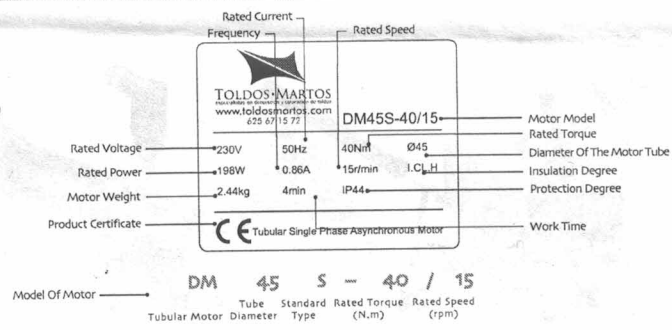 Rated Current
Frequency
Rated Speed
TOLDOS·MARTOS
www.toldosmartos.com
625 67 15 72
DM45S-40/15
Motor Model
Rated Torque
Rated Voltage
230V
50Hz
40Nm
Ø45
Diameter Of The Motor Tube
Rated Power
198W
0.86A
15r/min
I.CL.H
Insulation Degree
Motor Weight
2.44kg
4min
IP44
Protection Degree
Product Certificate
CE
Tubular Single Phase Asynchronous Motor
Work Time
DM 45 S - 40 / 15
Model Of Motor
Tube Standard Rated Torque Rated Speed
Tubular Motor Diameter Type (N.m) (rpm)